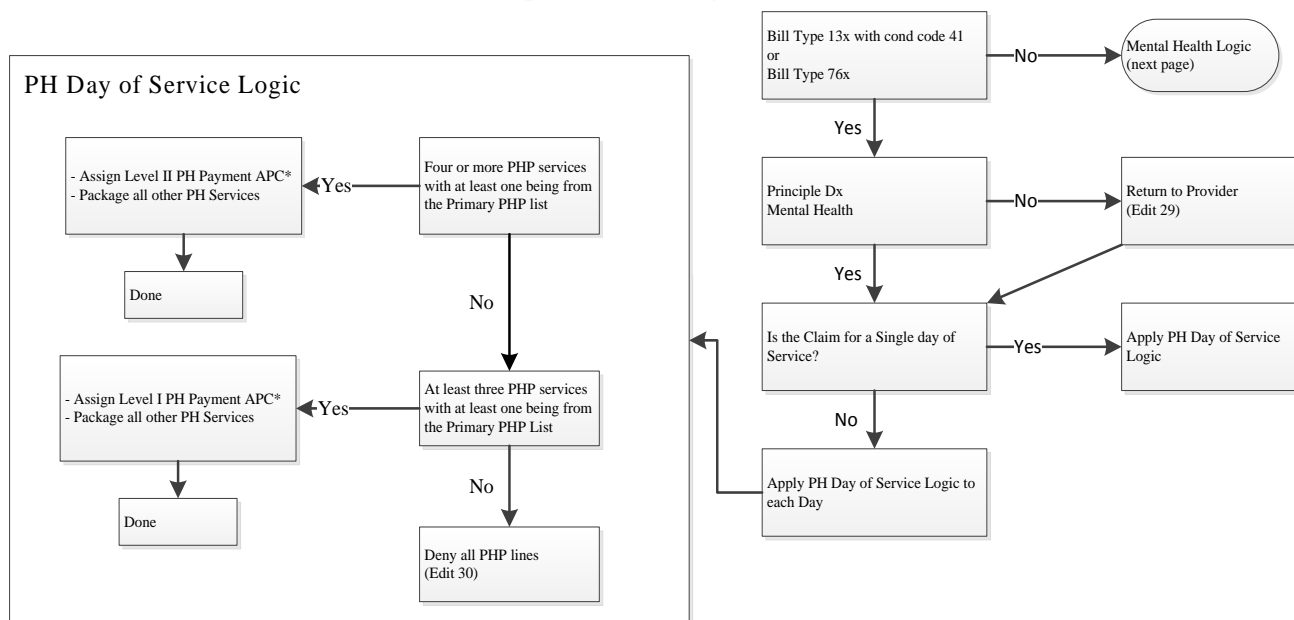 PH Day of Service Logic
- Assign Level II PH Payment APC*
- Package all other PH Services
Yes
Four or more PHP services
with at least one being from
the Primary PHP list
Done
No
- Assign Level I PH Payment APC*
- Package all other PH Services
Yes
At least three PHP services
with at least one being from
the Primary PHP List
Done
No
Deny all PHP lines
(Edit 30)
Bill Type 13x with cond code 41
or
Bill Type 76x
No
Mental Health Logic
(next page)
Yes
Principle Dx
Mental Health
No
Return to Provider
(Edit 29)
Yes
Is the Claim for a Single day of
Service?
Yes
Apply PH Day of Service
Logic
No
Apply PH Day of Service Logic to
each Day